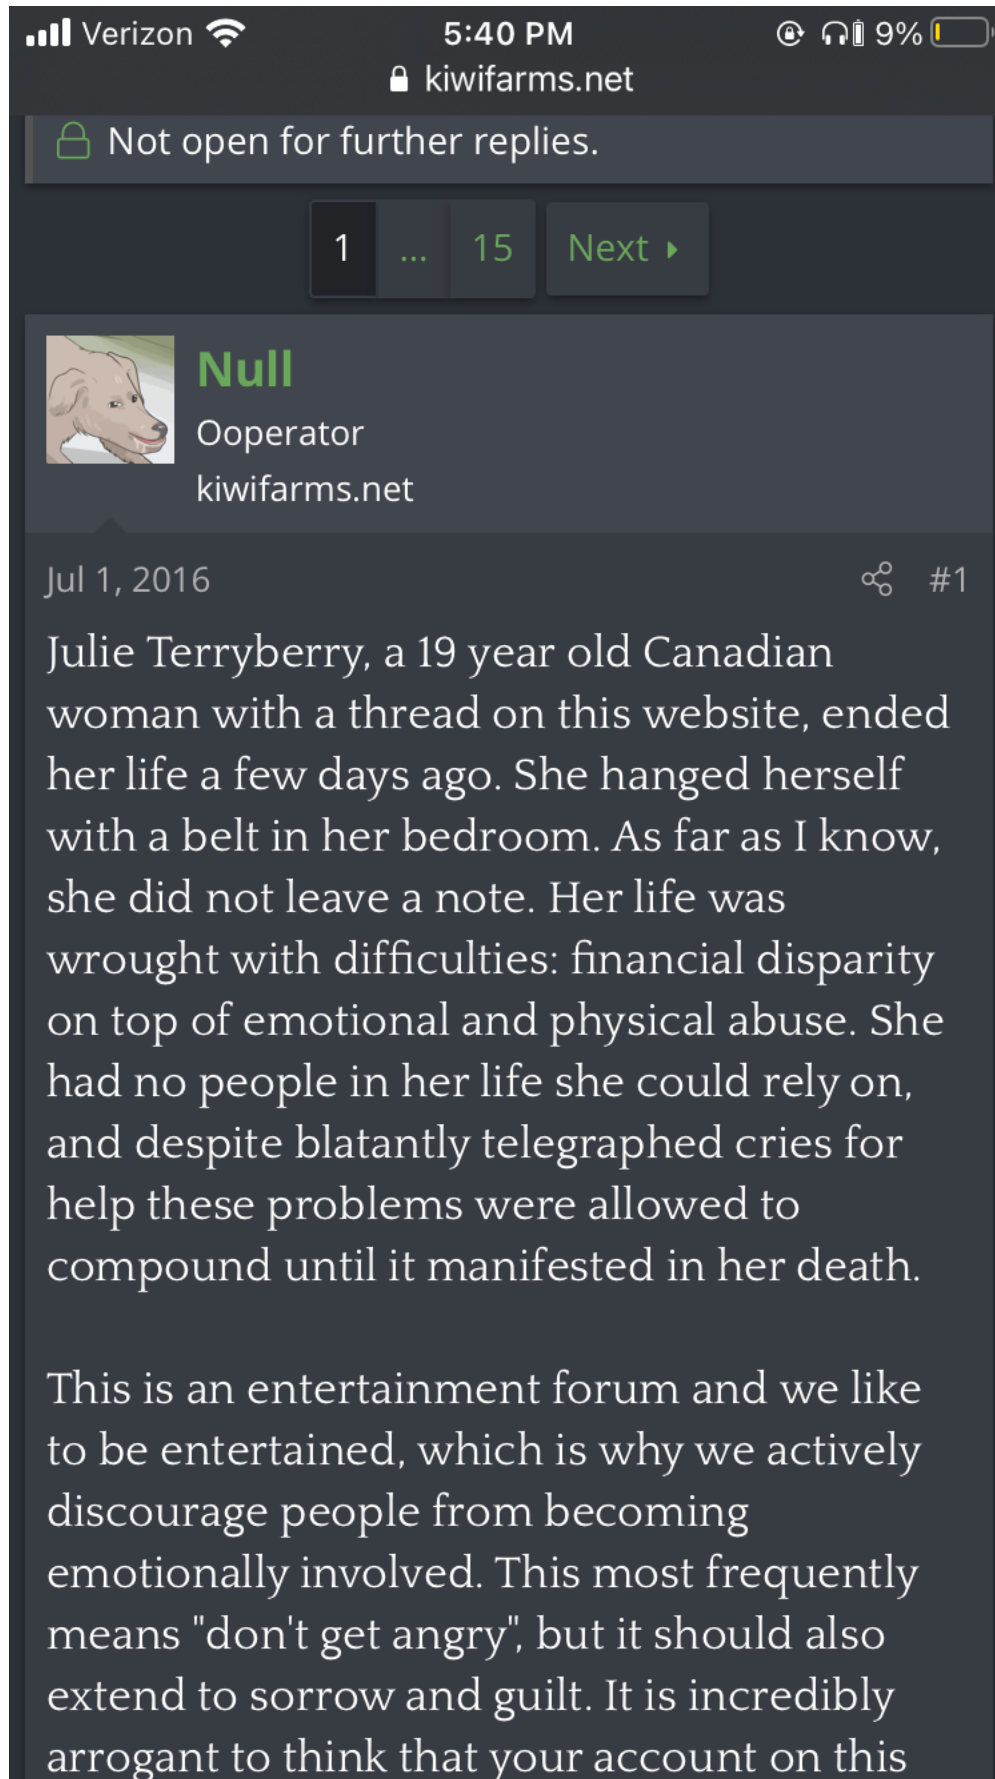 Verizon 5:40 PM 9%
kiwifarms.net
Not open for further replies.
1 ... 15 Next
Null
Ooperator
kiwifarms.net
Jul 1, 2016 #1
Julie Terryberry, a 19 year old Canadian
woman with a thread on this website, ended
her life a few days ago. She hanged herself
with a belt in her bedroom. As far as I know,
she did not leave a note. Her life was
wrought with difficulties: financial disparity
on top of emotional and physical abuse. She
had no people in her life she could rely on,
and despite blatantly telegraphed cries for
help these problems were allowed to
compound until it manifested in her death.
This is an entertainment forum and we like
to be entertained, which is why we actively
discourage people from becoming
emotionally involved. This most frequently
means "don't get angry", but it should also
extend to sorrow and guilt. It is incredibly
arrogant to think that your account on this